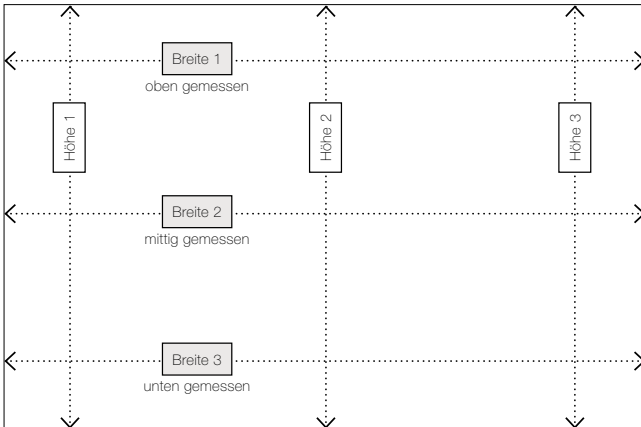 Breite 1
oben gemessen
Höhe 1
Höhe 2
Höhe 3
Breite 2
mittig gemessen
Breite 3
unten gemessen